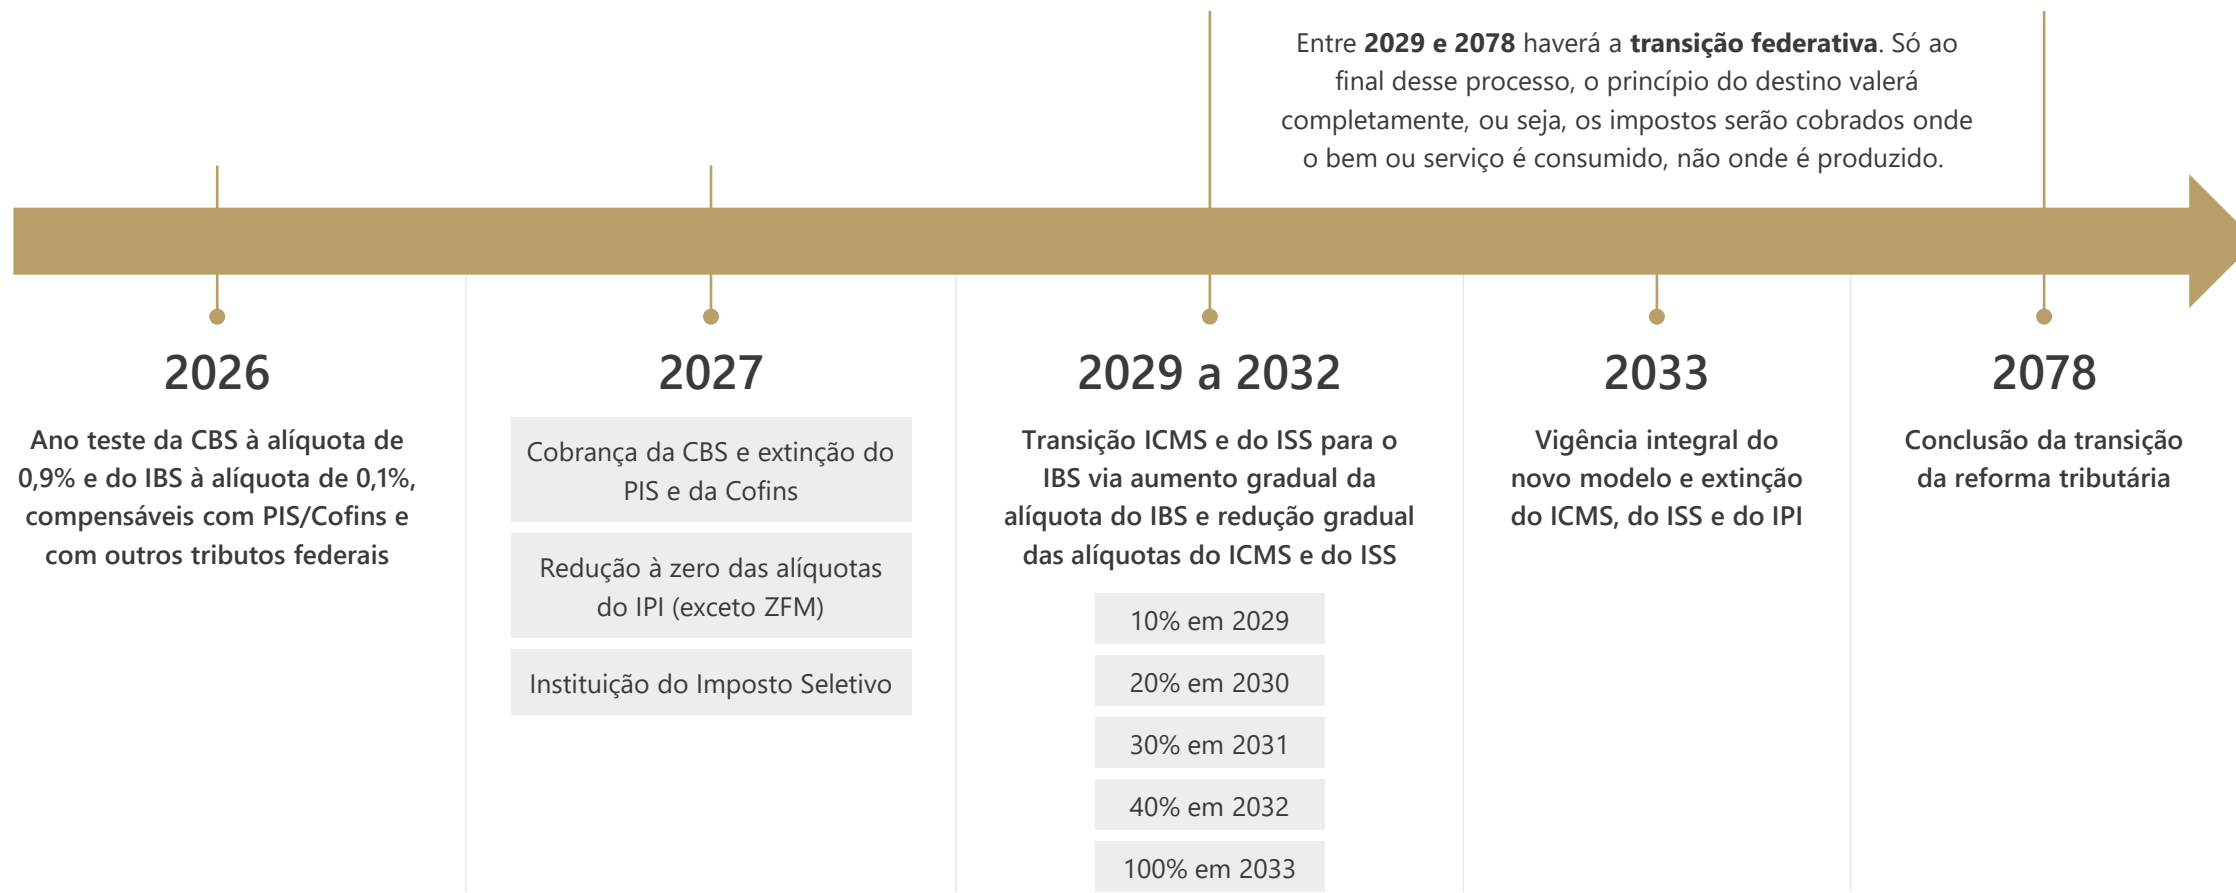 Entre 2029 e 2078 haverá a transição federativa. Só ao
final desse processo, o princípio do destino valerá
completamente, ou seja, os impostos serão cobrados onde
o bem ou serviço é consumido, não onde é produzido.
2026
Ano teste da CBS à alíquota de
0,9% e do IBS à alíquota de 0,1%,
compensáveis com PIS/Cofins e
com outros tributos federais
2027
Cobrança da CBS e extinção do
PIS e da Cofins
Redução à zero das alíquotas
do IPI (exceto ZFM)
Instituição do Imposto Seletivo
2029 a 2032
Transição ICMS e do ISS para o
IBS via aumento gradual da
alíquota do IBS e redução gradual
das alíquotas do ICMS e do ISS
10% em 2029
20% em 2030
30% em 2031
40% em 2032
100% em 2033
2033
Vigência integral do
novo modelo e extinção
do ICMS, do ISS e do IPI
2078
Conclusão da transição
da reforma tributária